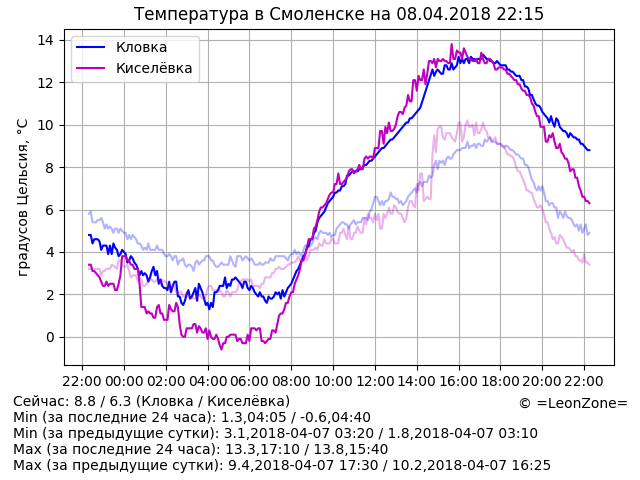 Температура в Смоленске на 08.04.2018 22:15
Кловка
Киселёвка
градусов Цельсия, °C
14
12
10
8
6
4
2
0
22:00 00:00 02:00 04:00 06:00 08:00 10:00 12:00 14:00 16:00 18:00 20:00 22:00
Сейчас: 8.8 / 6.3 (Кловка / Киселёвка)
© =LeonZone=
Min (за последние 24 часа): 1.3,04:05 / -0.6,04:40
Min (за предыдущие сутки): 3.1,2018-04-07 03:20 / 1.8,2018-04-07 03:10
Max (за последние 24 часа): 13.3,17:10 / 13.8,15:40
Max (за предыдущие сутки): 9.4,2018-04-07 17:30 / 10.2,2018-04-07 16:25